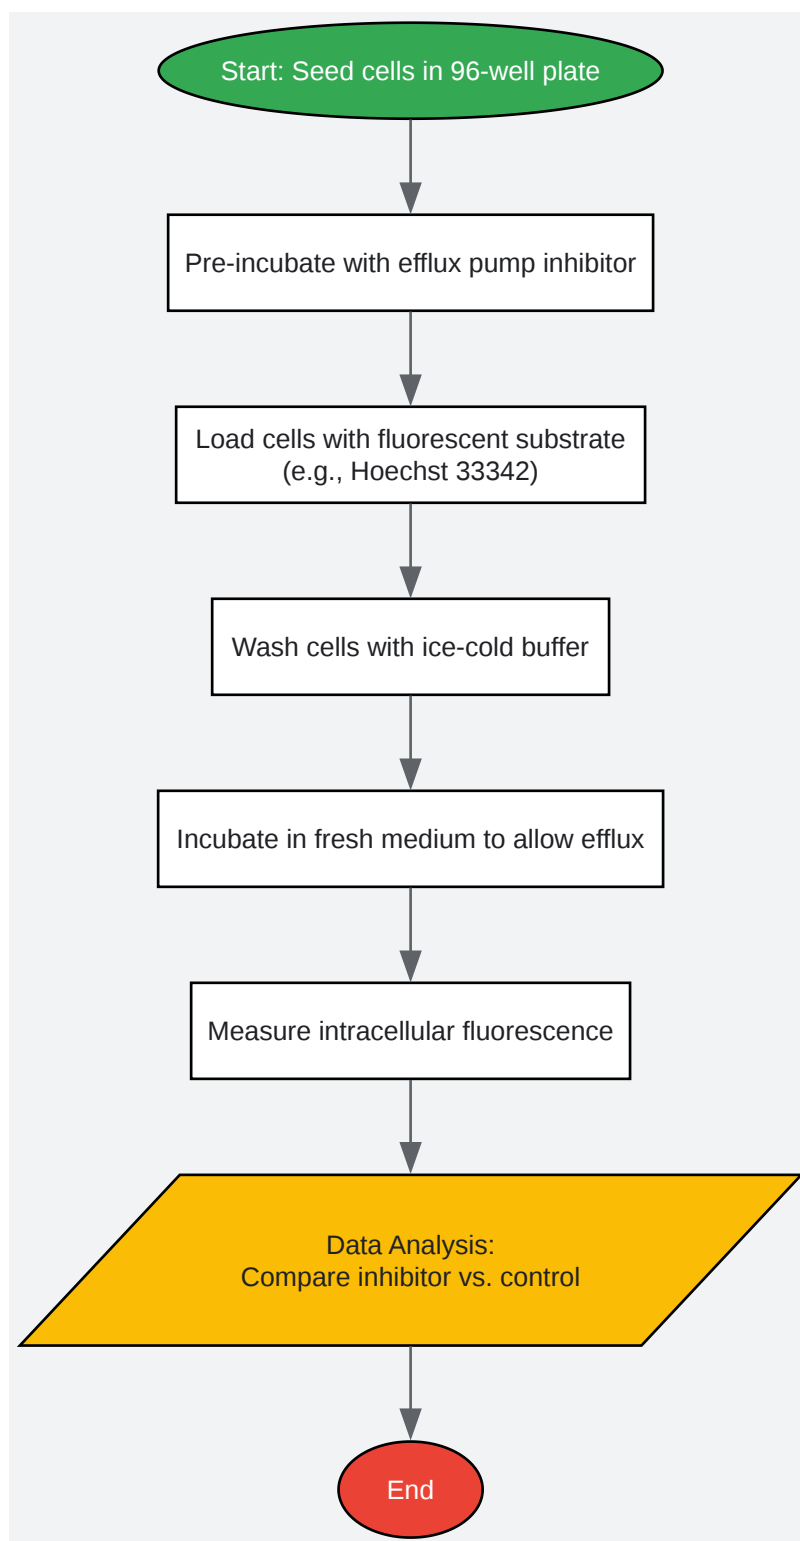 Start: Seed cells in 96-well plate
Pre-incubate with efflux pump inhibitor
Load cells with fluorescent substrate
(e.g., Hoechst 33342)
Wash cells with ice-cold buffer
Incubate in fresh medium to allow efflux
Measure intracellular fluorescence
Data Analysis:
Compare inhibitor vs. control
End